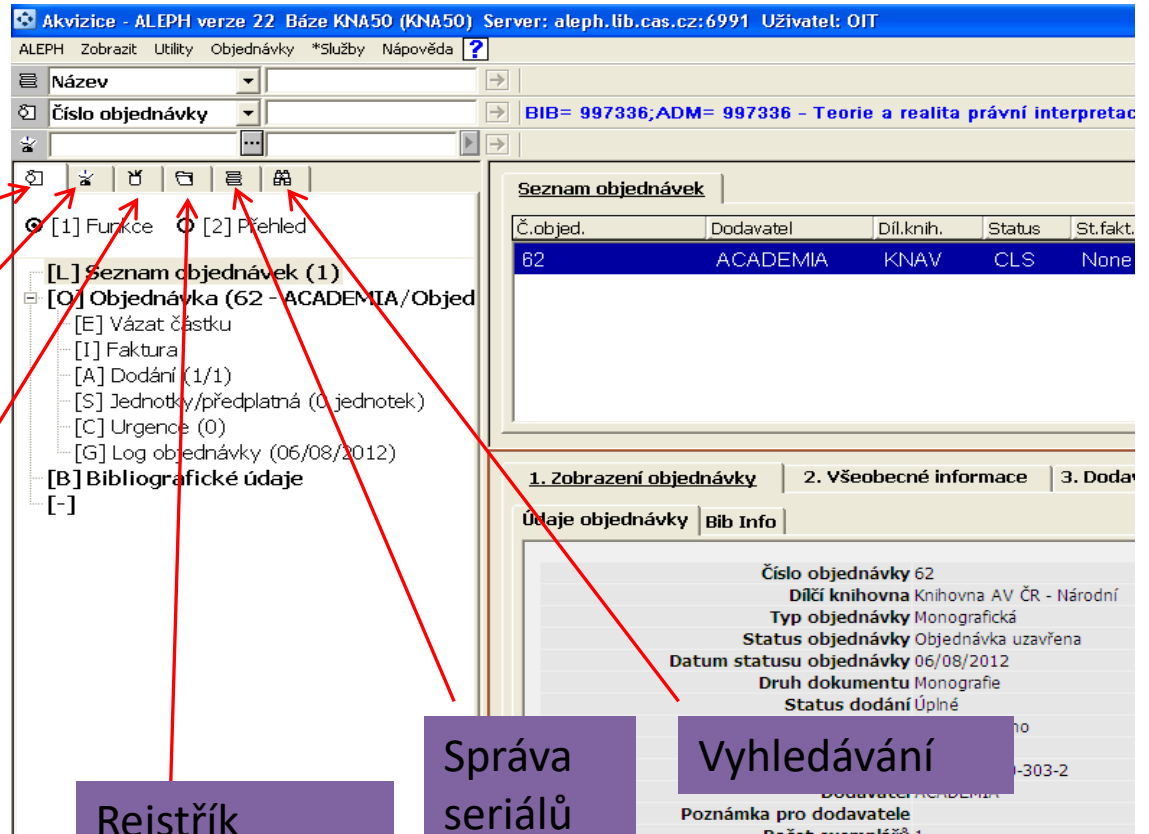 Akvizice - ALEPH verze 22 Báze KNA50 (KNA50) Server: aleph.lib.cas.cz:6991 Uživatel: OIT
ALEPH Zobrazit Utility Objednávky *Služby Nápověda ?
Název
Číslo objednávky
BIB= 997336;ADM= 997336 - Teorie a realita právní interpretac
[1] Funkce [2] Přehled
[L] Seznam objednávek (1)
[O] Objednávka (62 - ACADEMIA/Objed
[E] Vázat částku
[I] Faktura
[A] Dodání (1/1)
[S] Jednotky/předplatná (0 jednotek)
[C] Urgence (0)
[G] Log objednávky (06/08/2012)
[B] Bibliografické údaje
[-]
Seznam objednávek
Č.objed. Dodavatel Díl.knih. Status St.fakt.
62 ACADEMIA KNAV CLS None
1. Zobrazení objednávky 2. Všeobecné informace 3. Dodav
Údaje objednávky Bib Info
Číslo objednávky 62
Dílčí knihovna Knihovna AV ČR - Národní
Typ objednávky Monografická
Status objednávky Objednávka uzavřena
Datum statusu objednávky 06/08/2012
Druh dokumentu Monografie
Status dodání Úplné
no
-303-2
Dodavatel ACADEMIA
Poznámka pro dodavatele
Počet exemplářů 1
Rejstřík
Správa
seriálů
Vyhledávání